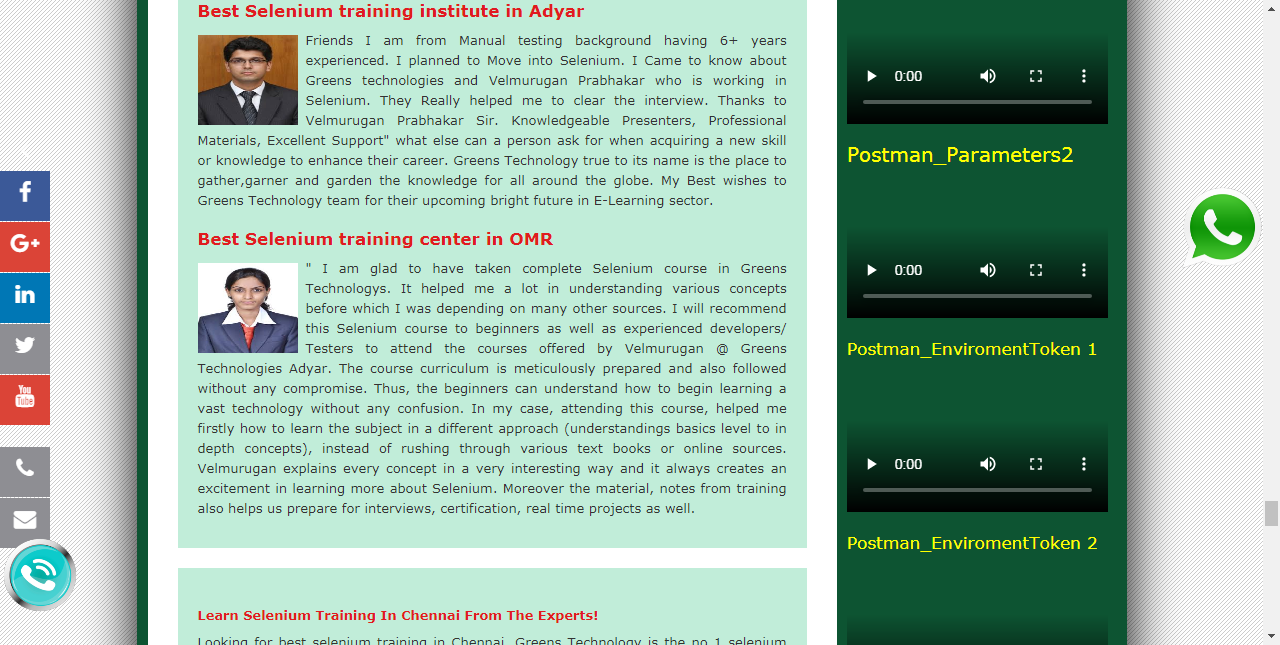 Best Selenium training institute in Adyar
Friends I am from Manual testing background having 6+ years
experienced. I planned to Move into Selenium. I Came to know about
Greens technologies and Velmurugan Prabhakar who is working in
Selenium. They Really helped me to clear the interview. Thanks to
Velmurugan Prabhakar Sir. Knowledgeable Presenters, Professional
Materials, Excellent Support" what else can a person ask for when acquiring a new skill
or knowledge to enhance their career. Greens Technology true to its name is the place to
gather,garner and garden the knowledge for all around the globe. My Best wishes to
Greens Technology team for their upcoming bright future in E-Learning sector.
Best Selenium training center in OMR
" I am glad to have taken complete Selenium course in Greens
Technologys. It helped me a lot in understanding various concepts
before which I was depending on many other sources. I will recommend
this Selenium course to beginners as well as experienced developers/
Testers to attend the courses offered by Velmurugan @ Greens
Technologies Adyar. The course curriculum is meticulously prepared and also followed
without any compromise. Thus, the beginners can understand how to begin learning a
vast technology without any confusion. In my case, attending this course, helped me
firstly how to learn the subject in a different approach (understandings basics level to in
depth concepts), instead of rushing through various text books or online sources.
Velmurugan explains every concept in a very interesting way and it always creates an
excitement in learning more about Selenium. Moreover the material, notes from training
also helps us prepare for interviews, certification, real time projects as well.
Learn Selenium Training In Chennai From The Experts!
Looking for best selenium training in Chennai, Greens Technology is the no 1 selenium
0:00
Postman_Parameters2
0:00
Postman_EnviromentToken 1
0:00
Postman_EnviromentToken 2
f
G+
in
You
Tube